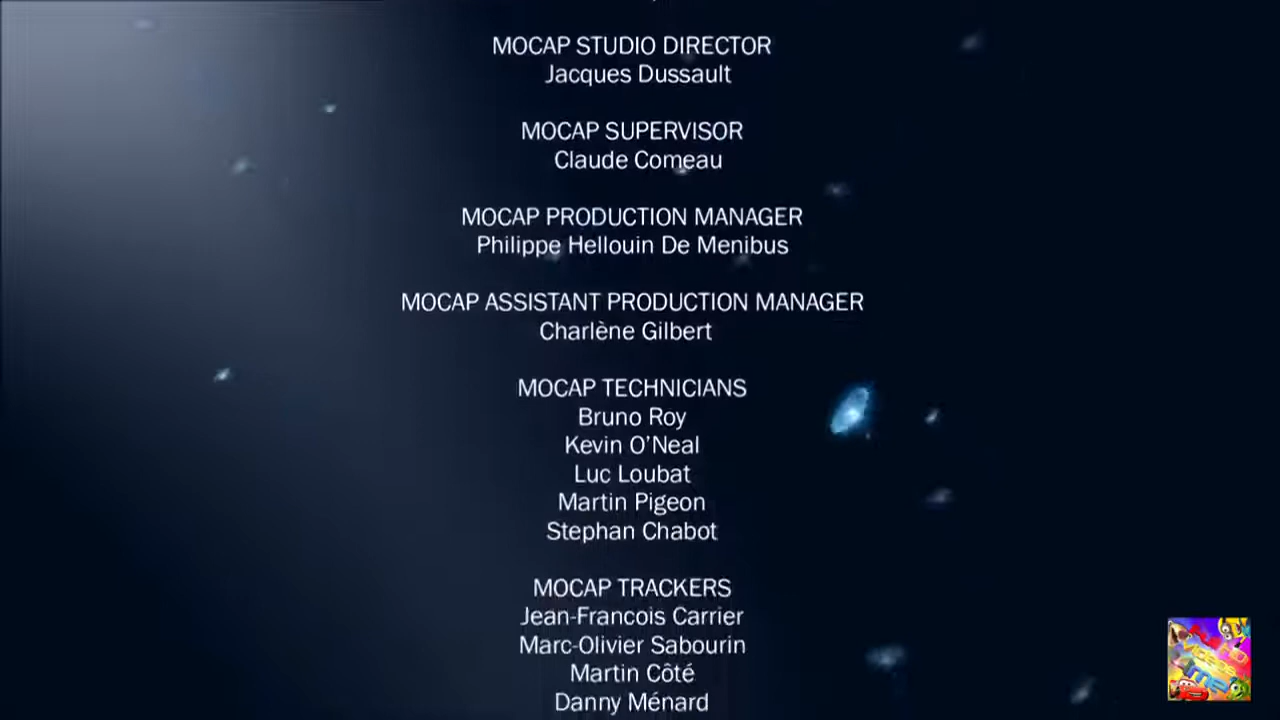 MOCAP STUDIO DIRECTOR
Jacques Dussault
MOCAP SUPERVISOR
Claude Comeau
MOCAP PRODUCTION MANAGER
Philippe Hellouin De Menibus
MOCAP ASSISTANT PRODUCTION MANAGER
Charlène Gilbert
MOCAP TECHNICIANS
Bruno Roy
Kevin O’Neal
Luc Loubat
Martin Pigeon
Stephan Chabot
MOCAP TRACKERS
Jean-Francois Carrier
Marc-Olivier Sabourin
Martin Côté
Danny Ménard